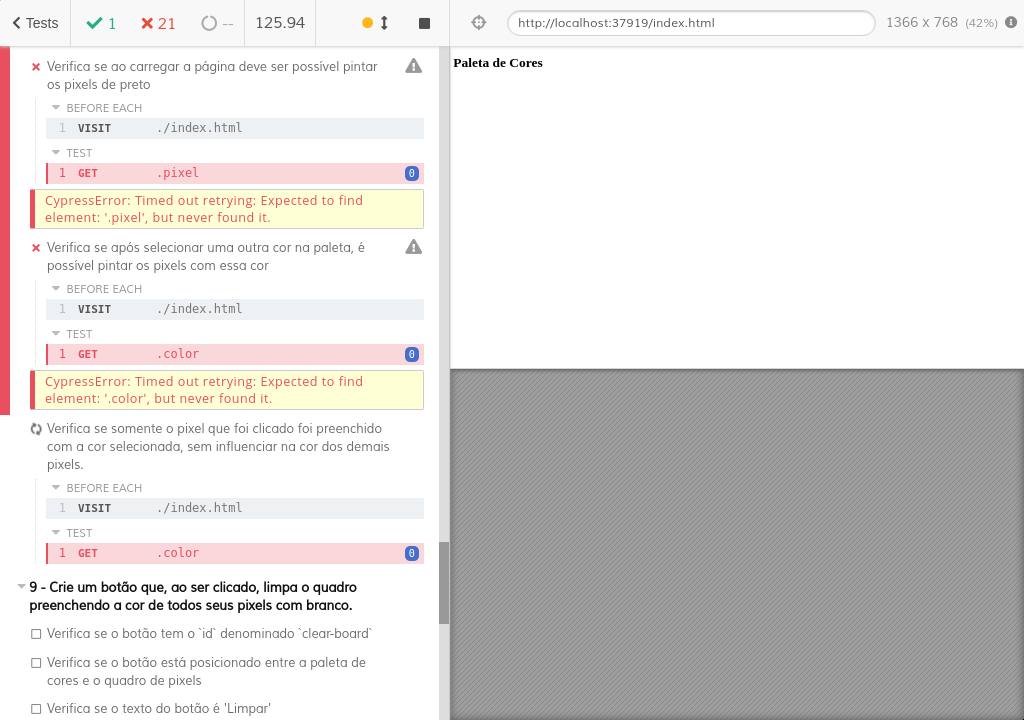 Tests
1
21
--
125.94
http://localhost:37919/index.html
1366 x 768 (42%)
Verifica se ao carregar a página deve ser possível pintar
os pixels de preto
BEFORE EACH
1 VISIT ./index.html
TEST
1 GET .pixel 0
CypressError: Timed out retrying: Expected to find
element: '.pixel', but never found it.
Verifica se após selecionar uma outra cor na paleta, é
possível pintar os pixels com essa cor
BEFORE EACH
1 VISIT ./index.html
TEST
1 GET .color 0
CypressError: Timed out retrying: Expected to find
element: '.color', but never found it.
Verifica se somente o pixel que foi clicado foi preenchido
com a cor selecionada, sem influenciar na cor dos demais
pixels.
BEFORE EACH
1 VISIT ./index.html
TEST
1 GET .color 0
9 - Crie um botão que, ao ser clicado, limpa o quadro
preenchendo a cor de todos seus pixels com branco.
Verifica se o botão tem o `id` denominado `clear-board`
Verifica se o botão está posicionado entre a paleta de
cores e o quadro de pixels
Verifica se o texto do botão é 'Limpar'
Paleta de Cores